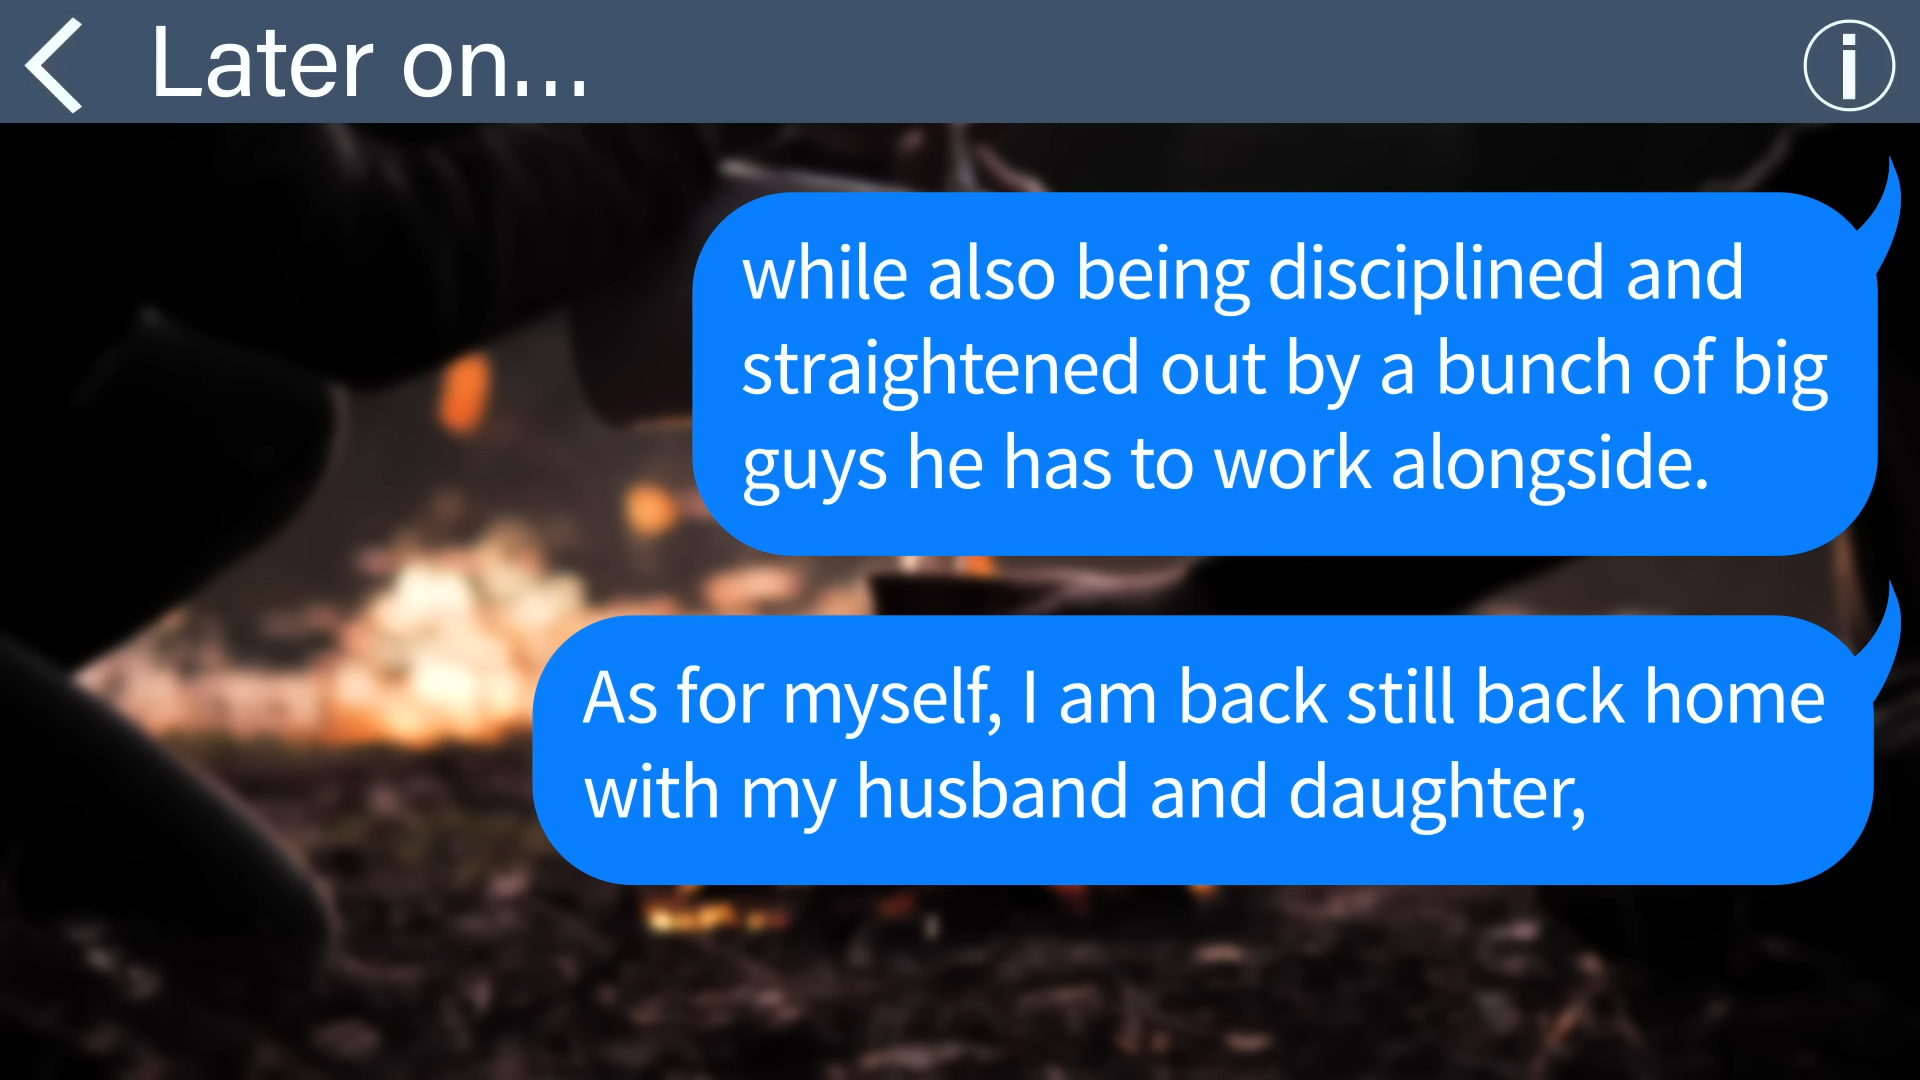 Later on...
while also being disciplined and
straightened out by a bunch of big
guys he has to work alongside.
As for myself, I am back still back home
with my husband and daughter,